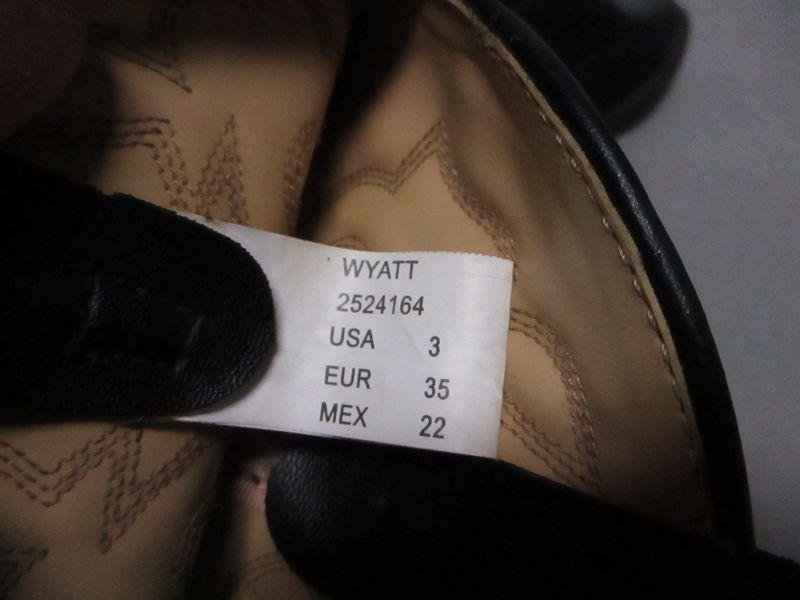 WYATT
2524164
USA 3
EUR 35
MEX 22